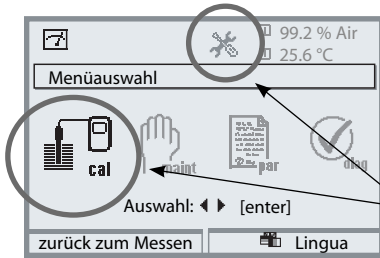 99.2 % Air
25.6 °C
Menüauswahl
cal maint par diag
Auswahl: [enter]
zurück zum Messen Lingua